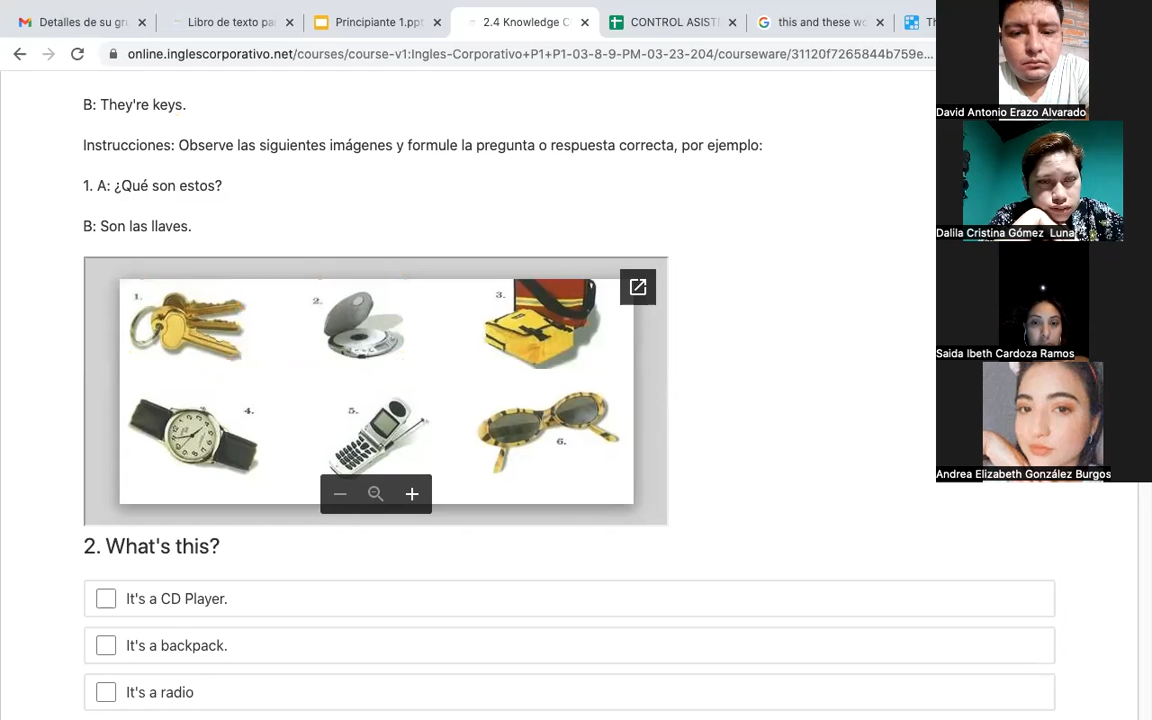 Detalles de su gr
Libro de texto pa
Principiante 1.ppt
2.4 Knowledge C
CONTROL ASIST
this and these wo
Th
online.inglescorporativo.net/courses/course-v1:Ingles-Corporativo+P1+P1-03-8-9-PM-03-23-204/courseware/31120f7265844b759e...
B: They're keys.
Instrucciones: Observe las siguientes imágenes y formule la pregunta o respuesta correcta, por ejemplo:
1. A: ¿Qué son estos?
B: Son las llaves.
1.
2.
3.
4.
5.
6.
2. What's this?
It's a CD Player.
It's a backpack.
It's a radio
David Antonio Erazo Alvarado
Dalila Cristina Gómez Luna
Saida Ibeth Cardoza Ramos
Andrea Elizabeth González Burgos